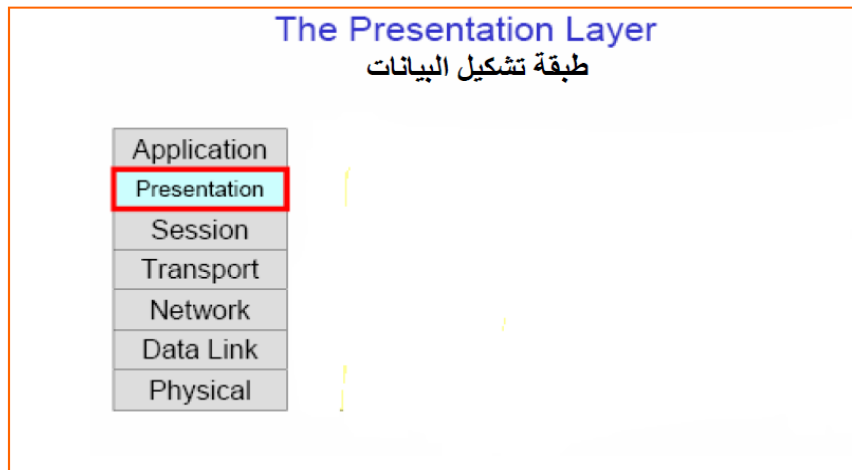 The Presentation Layer
طبقة تشكيل البيانات
Application
Presentation
Session
Transport
Network
Data Link
Physical